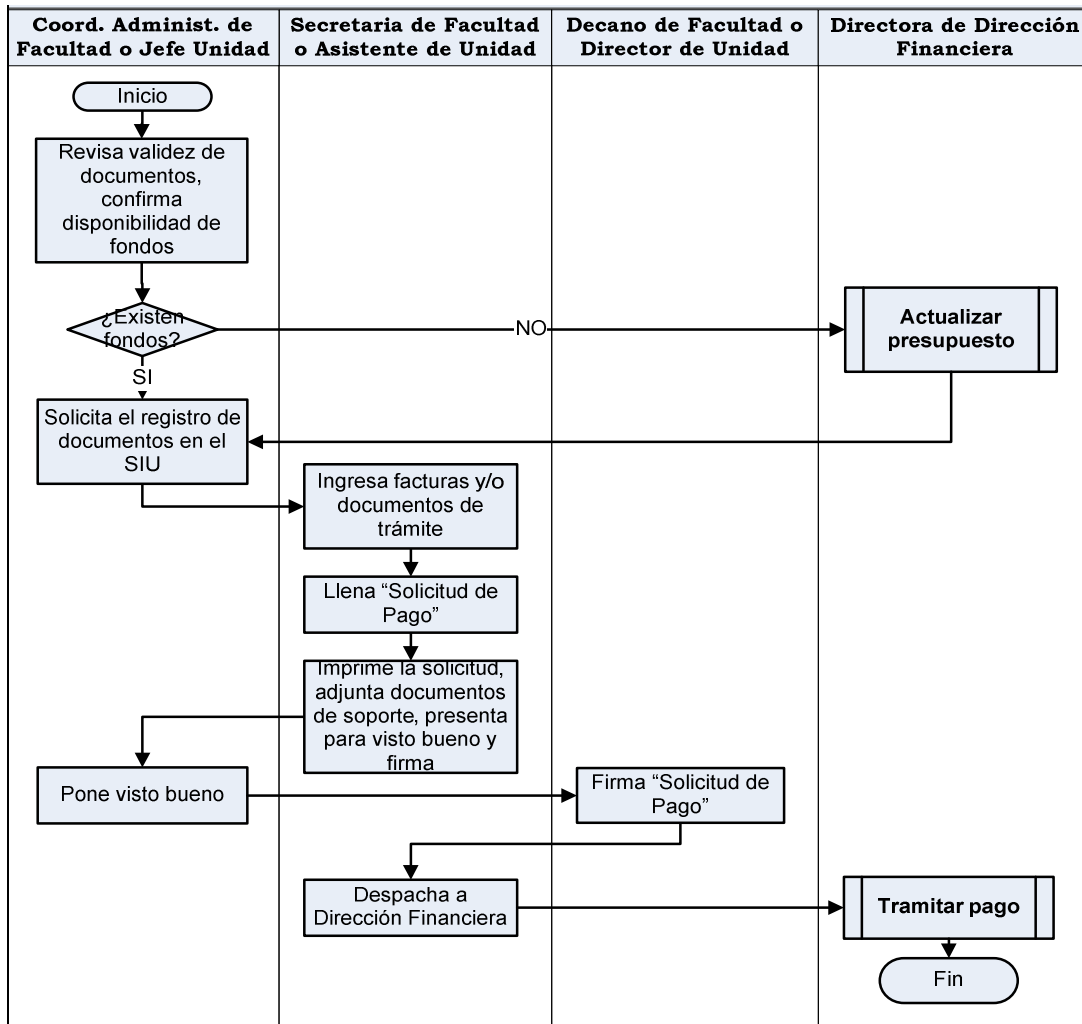 Coord. Administ. de
Facultad o Jefe Unidad
Secretaria de Facultad
o Asistente de Unidad
Decano de Facultad o
Director de Unidad
Directora de Dirección
Financiera
Inicio
Revisa validez de
documentos,
confirma
disponibilidad de
fondos
¿Existen
fondos?
NO
Actualizar
presupuesto
SI
Solicita el registro de
documentos en el
SIU
Ingresa facturas y/o
documentos de
trámite
Llena “Solicitud de
Pago”
Imprime la solicitud,
adjunta documentos
de soporte, presenta
para visto bueno y
firma
Pone visto bueno
Firma “Solicitud de
Pago”
Despacha a
Dirección Financiera
Tramitar pago
Fin